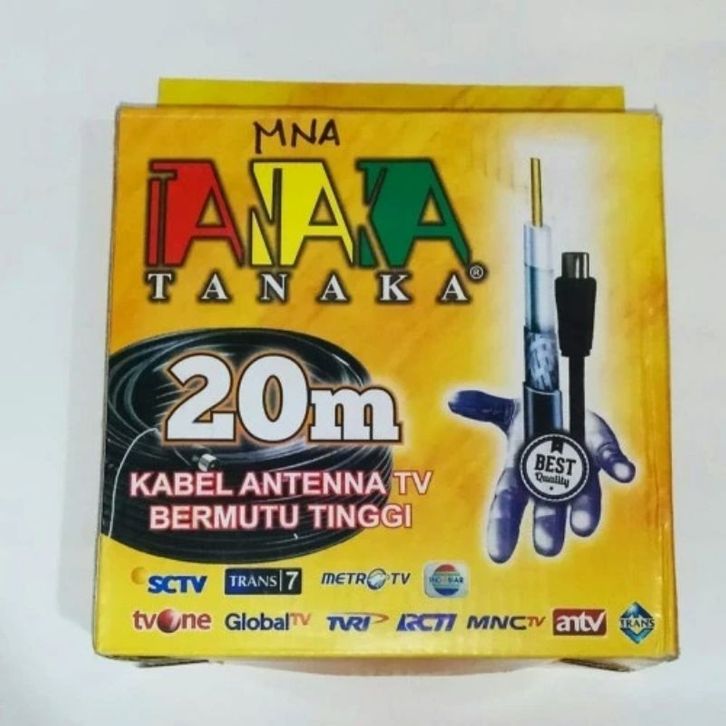 MNA
TANAKA
TANAKA®
20m
KABEL ANTENNA TV
BERMUTU TINGGI
BEST
Quality
SCTV TRANS|7 METRO TV INDOSIAR
tvOne GlobalTV TVRI RCTI MNCTV antv TRANS